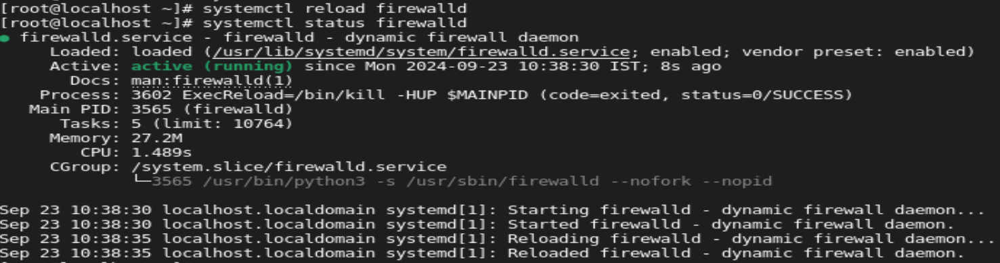 [root@localhost ~]# systemctl reload firewalld
[root@localhost ~]# systemctl status firewalld
● firewalld.service - firewalld - dynamic firewall daemon
     Loaded: loaded (/usr/lib/systemd/system/firewalld.service; enabled; vendor preset: enabled)
     Active: active (running) since Mon 2024-09-23 10:38:30 IST; 8s ago
       Docs: man:firewalld(1)
    Process: 3602 ExecReload=/bin/kill -HUP $MAINPID (code=exited, status=0/SUCCESS)
   Main PID: 3565 (firewalld)
      Tasks: 5 (limit: 10764)
     Memory: 27.2M
        CPU: 1.489s
     CGroup: /system.slice/firewalld.service
             └─3565 /usr/bin/python3 -s /usr/sbin/firewalld --nofork --nopid

Sep 23 10:38:30 localhost.localdomain systemd[1]: Starting firewalld - dynamic firewall daemon...
Sep 23 10:38:30 localhost.localdomain systemd[1]: Started firewalld - dynamic firewall daemon.
Sep 23 10:38:35 localhost.localdomain systemd[1]: Reloading firewalld - dynamic firewall daemon...
Sep 23 10:38:35 localhost.localdomain systemd[1]: Reloaded firewalld - dynamic firewall daemon.